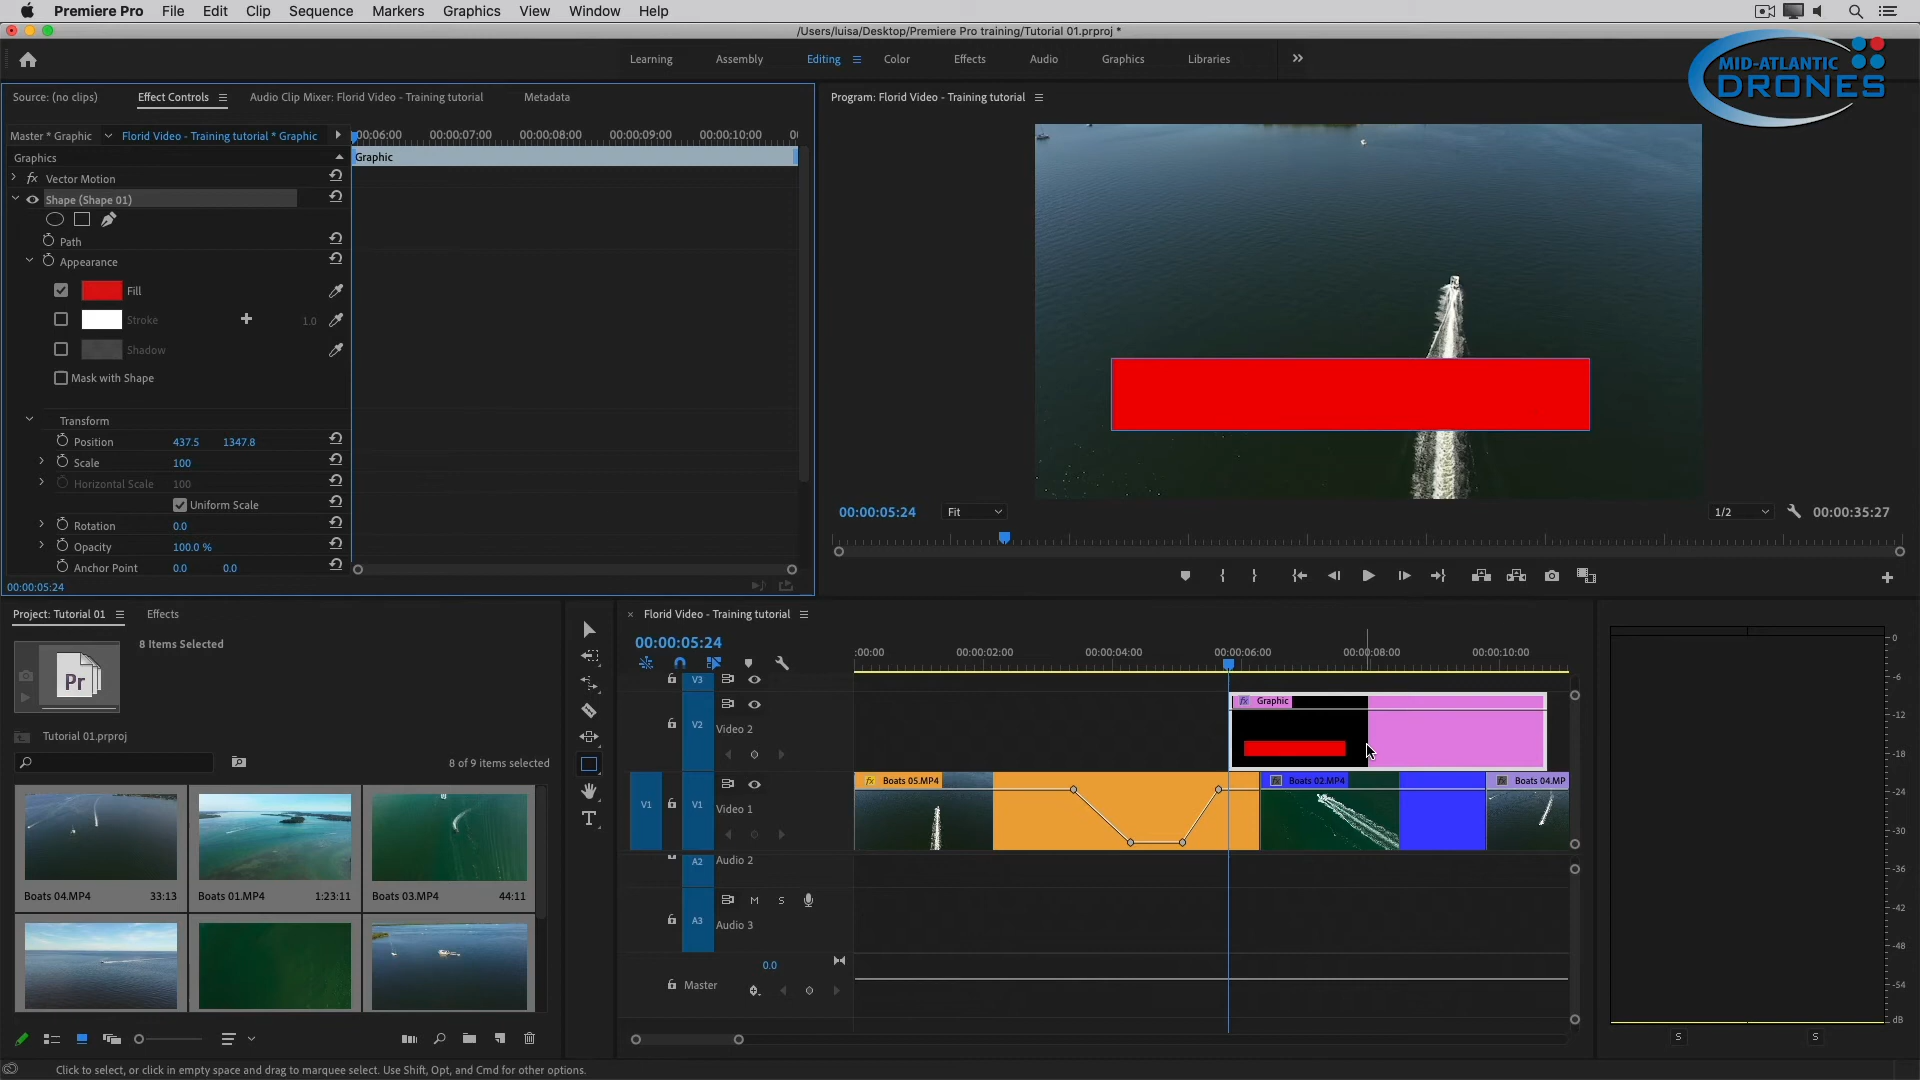 Premiere Pro File Edit Clip Sequence Markers Graphics View Window Help
/Users/luisa/Desktop/Premiere Pro training/Tutorial 01.prproj *
Learning Assembly Editing Color Effects Audio Graphics Libraries
MID-ATLANTIC
DRONES
Source: (no clips) Effect Controls Audio Clip Mixer: Florid Video - Training tutorial Metadata
Program: Florid Video - Training tutorial
Master * Graphic Florid Video - Training tutorial * Graphic
00:06:00 00:00:07:00 00:00:08:00 00:00:09:00 00:00:10:00
Graphics
Graphic
fx Vector Motion
Shape (Shape 01)
Path
Appearance
Fill
Stroke 1.0
Shadow
Mask with Shape
Transform
Position 437.5 1347.8
Scale 100
Horizontal Scale 100
Uniform Scale
Rotation 0.0
Opacity 100.0 %
Anchor Point 0.0 0.0
00:00:05:24
00:00:05:24 Fit 1/2 00:00:35:27
Project: Tutorial 01 Effects
8 Items Selected
Pr
Tutorial 01.prproj
8 of 9 items selected
Boats 04.MP4 33:13
Boats 01.MP4 1:23:11
Boats 03.MP4 44:11
× Florid Video - Training tutorial
00:00:05:24
:00:00 00:00:02:00 00:00:04:00 00:00:06:00 00:00:08:00 00:00:10:00
V3
V2 Video 2
fx Graphic
V1 V1 Video 1
fx Boats 05.MP4
fx Boats 02.MP4
fx Boats 04.MP
A2 Audio 2
A3 M S Audio 3
0.0
Master
0
-6
-12
-18
-24
-30
-36
-42
-48
-54
dB
S S
Click to select, or click in empty space and drag to marquee select. Use Shift, Opt, and Cmd for other options.